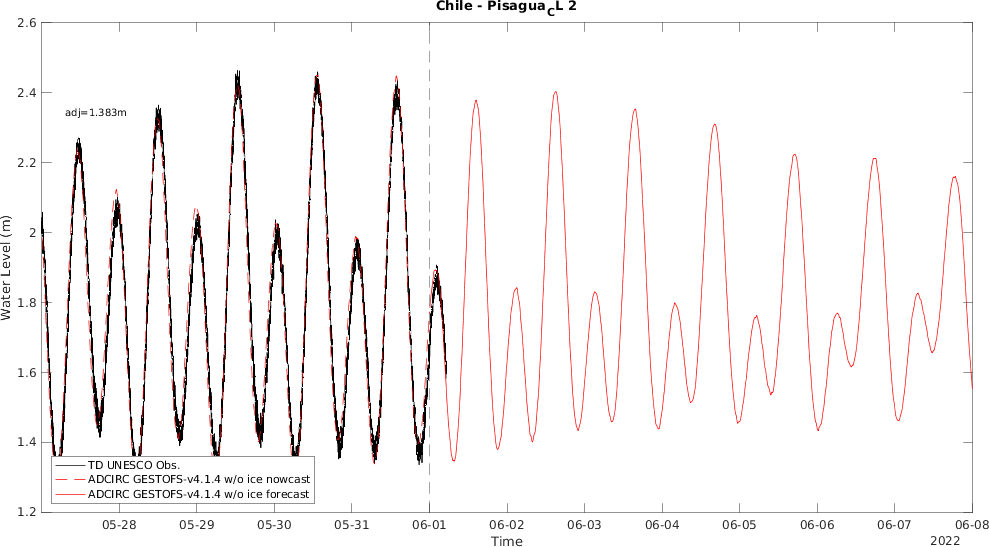 Chile - Pisagua_CL 2
2.6
2.4
adj=1.383m
2.2
2
Water Level (m)
1.8
1.6
1.4
TD UNESCO Obs.
ADCIRC GESTOFS-v4.1.4 w/o ice nowcast
ADCIRC GESTOFS-v4.1.4 w/o ice forecast
1.2
05-28 05-29 05-30 05-31 06-01 06-02 06-03 06-04 06-05 06-06 06-07 06-08
Time
2022